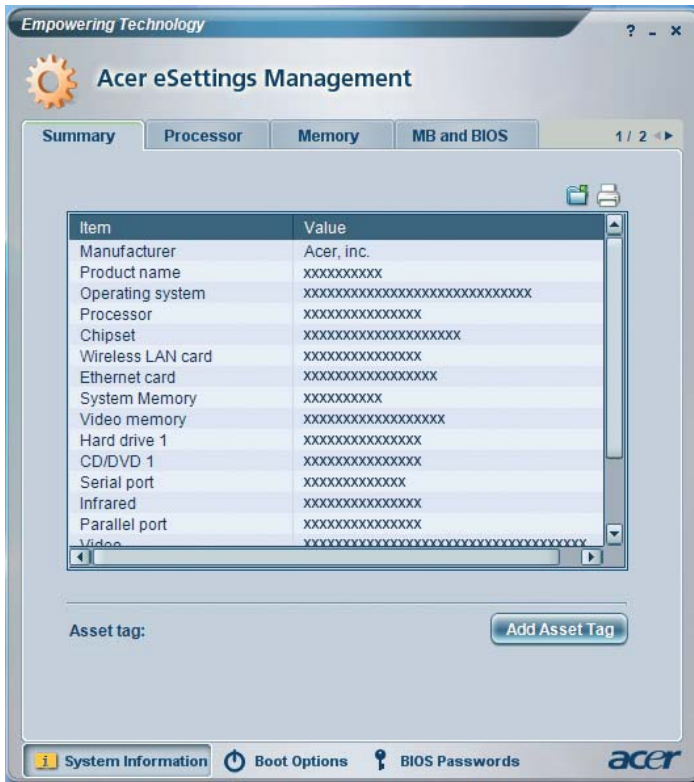 Empowering Technology
? - x
Acer eSettings Management
Summary Processor Memory MB and BIOS 1 / 2
Item Value
Manufacturer Acer, inc.
Product name xxxxxxxxxx
Operating system xxxxxxxxxxxxxxxxxxxxxxxxxxxxx
Processor xxxxxxxxxxxxxxx
Chipset xxxxxxxxxxxxxxxxxxxx
Wireless LAN card xxxxxxxxxxxxxxx
Ethernet card xxxxxxxxxxxxxxxxx
System Memory xxxxxxxxxx
Video memory xxxxxxxxxxxxxxxxxx
Hard drive 1 xxxxxxxxxxxxxxx
CD/DVD 1 xxxxxxxxxxxxxxx
Serial port xxxxxxxxxxxxx
Infrared xxxxxxxxxxxxxxx
Parallel port xxxxxxxxxxxxxxx
Video xxxxxxxxxxxxxxxxxxxxxxxxxxxxxxxxxxxx
Asset tag: Add Asset Tag
i System Information Boot Options BIOS Passwords acer